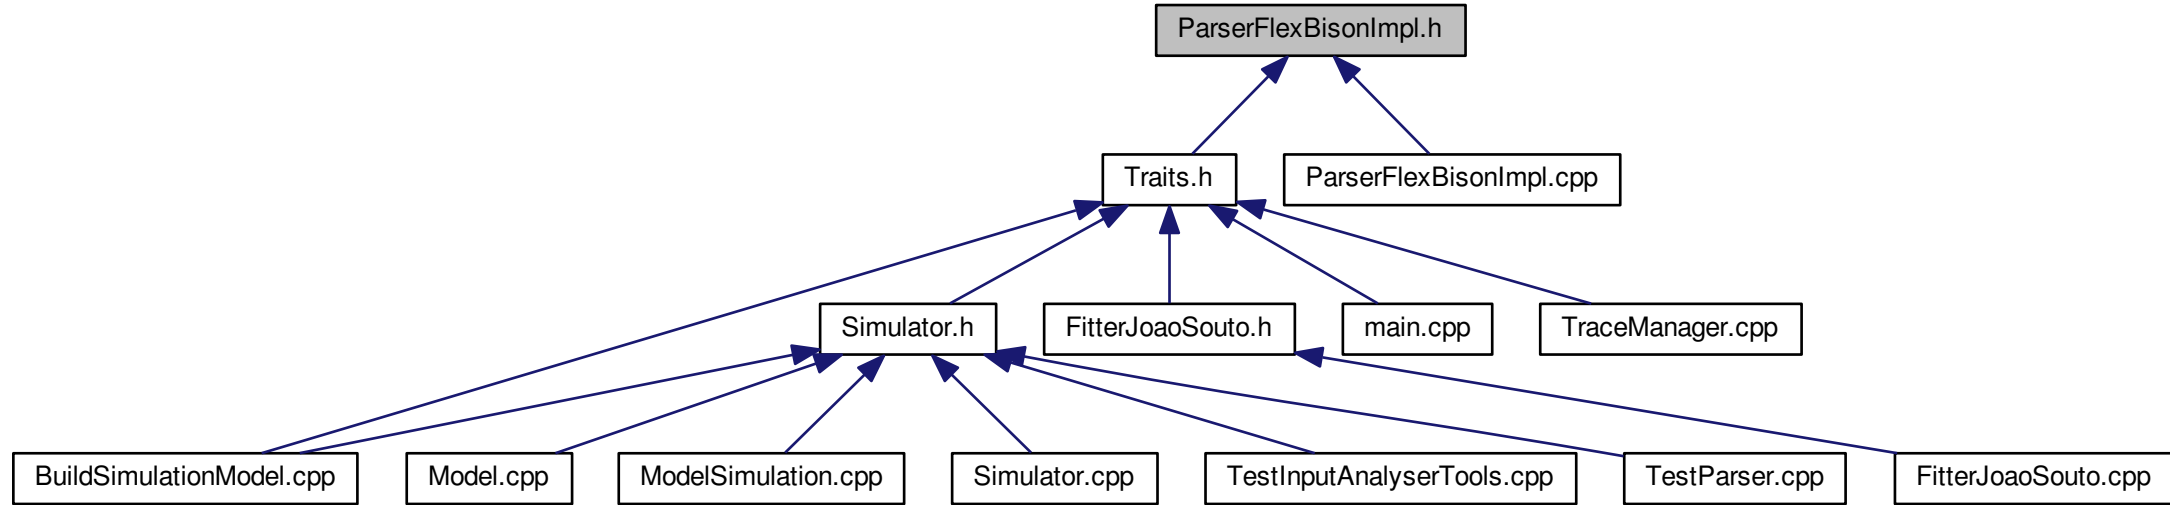 ParserFlexBisonImpl.h
Traits.h
ParserFlexBisonImpl.cpp
Simulator.h
FitterJoaoSouto.h
main.cpp
TraceManager.cpp
BuildSimulationModel.cpp
Model.cpp
ModelSimulation.cpp
Simulator.cpp
TestInputAnalyserTools.cpp
TestParser.cpp
FitterJoaoSouto.cpp